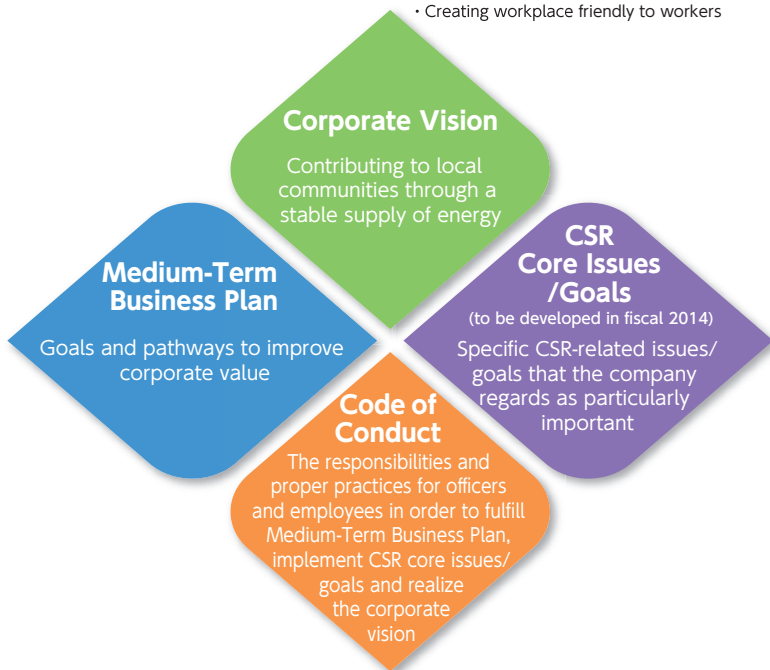 ・Creating workplace friendly to workers
Corporate Vision
Contributing to local
communities through a
stable supply of energy
Medium-Term
Business Plan
Goals and pathways to improve
corporate value
CSR
Core Issues
/Goals
(to be developed in fiscal 2014)
Specific CSR-related issues/
goals that the company
regards as particularly
important
Code of
Conduct
The responsibilities and
proper practices for officers
and employees in order to fulfill
Medium-Term Business Plan,
implement CSR core issues/
goals and realize
the corporate
vision